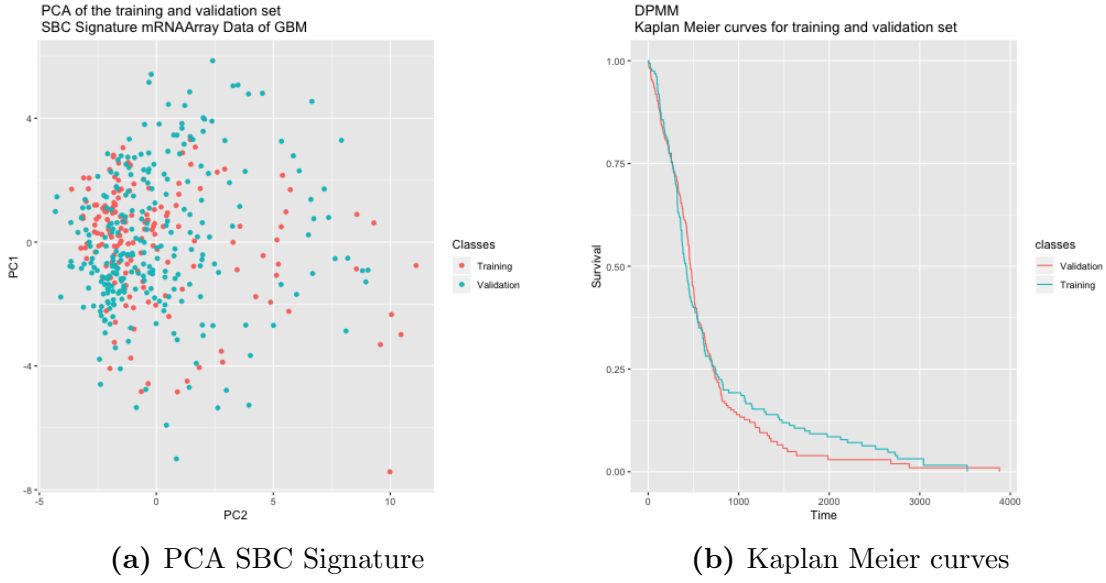 PCA of the training and validation set
SBC Signature mRNAArray Data of GBM
4
0
-4
-8
PC1
-5
0
5
10
PC2
Classes
Training
Validation
(a) PCA SBC Signature
DPMM
Kaplan Meier curves for training and validation set
1.00
0.75
0.50
0.25
0.00
Survival
0
1000
2000
3000
4000
Time
classes
Validation
Training
(b) Kaplan Meier curves